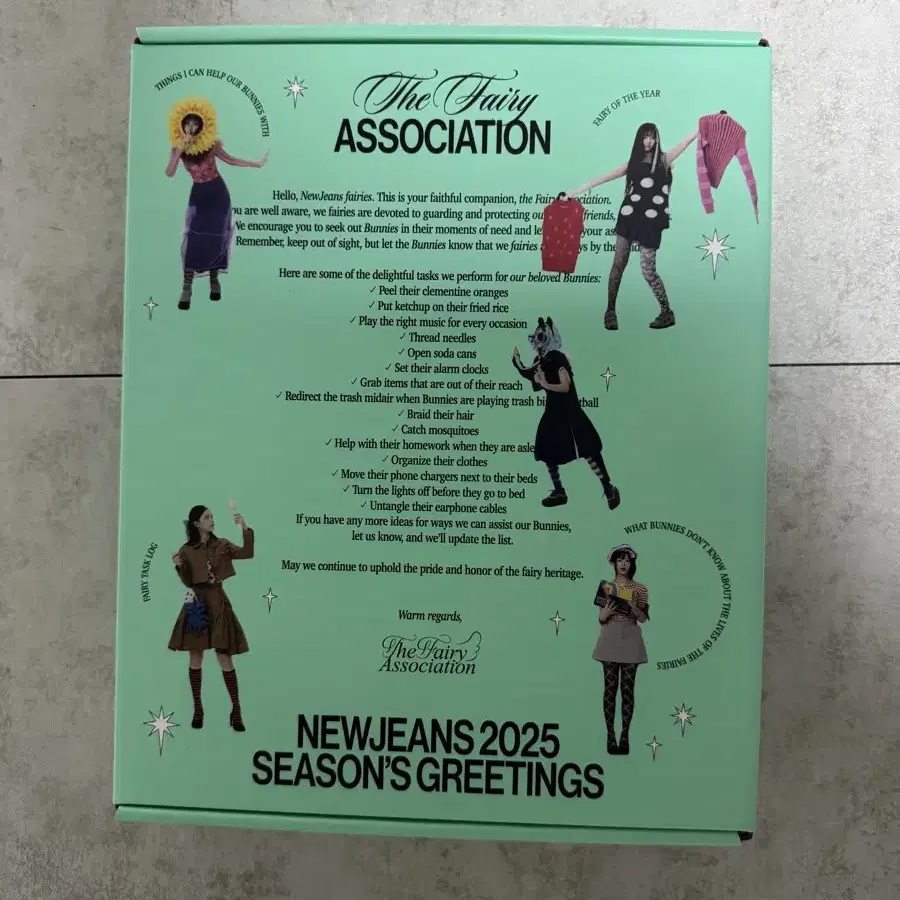 THINGS I CAN HELP OUR BUNNIES WITH
The Fairy
ASSOCIATION
FAIRY OF THE YEAR
Hello, NewJeans fairies. This is your faithful companion, the Fairy ociation.
ou are well aware, we fairies are devoted to guarding and protecting ou friends,
We encourage you to seek out Bunnies in their moments of need and le your as
Remember, keep out of sight, but let the Bunnies know that we fairies ys by the
Here are some of the delightful tasks we perform for our beloved Bunnies:
✓ Peel their clementine oranges
✓ Put ketchup on their fried rice
✓ Play the right music for every occasion
✓ Thread needles
✓ Open soda cans
✓ Set their alarm clocks
✓ Grab items that are out of their reach
✓ Redirect the trash midair when Bunnies are playing trash bi tball
✓ Braid their hair
✓ Catch mosquitoes
✓ Help with their homework when they are asle
✓ Organize their clothes
✓ Move their phone chargers next to their beds
✓ Turn the lights off before they go to bed
✓ Untangle their earphone cables
If you have any more ideas for ways we can assist our Bunnies,
let us know, and we'll update the list.
May we continue to uphold the pride and honor of the fairy heritage.
FAIRY TASK LOG
WHAT BUNNIES DON'T KNOW ABOUT THE LIVES OF THE FAIRIES
Warm regards,
The Fairy
Association
NEWJEANS 2025
SEASON'S GREETINGS